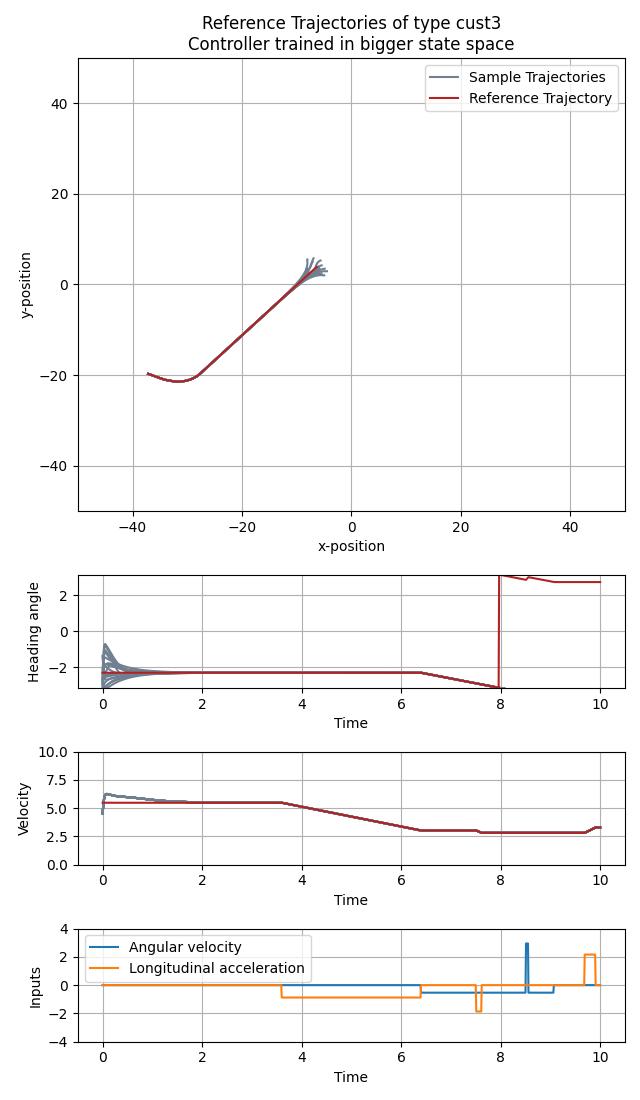 Reference Trajectories of type cust3
Controller trained in bigger state space
Sample Trajectories
Reference Trajectory
40
20
0
−20
−40
y-position
−40
−20
0
20
40
x-position
2
0
−2
Heading angle
0
2
4
6
8
10
Time
10.0
7.5
5.0
2.5
0.0
Velocity
0
2
4
6
8
10
Time
Angular velocity
Longitudinal acceleration
4
2
0
−2
−4
Inputs
0
2
4
6
8
10
Time